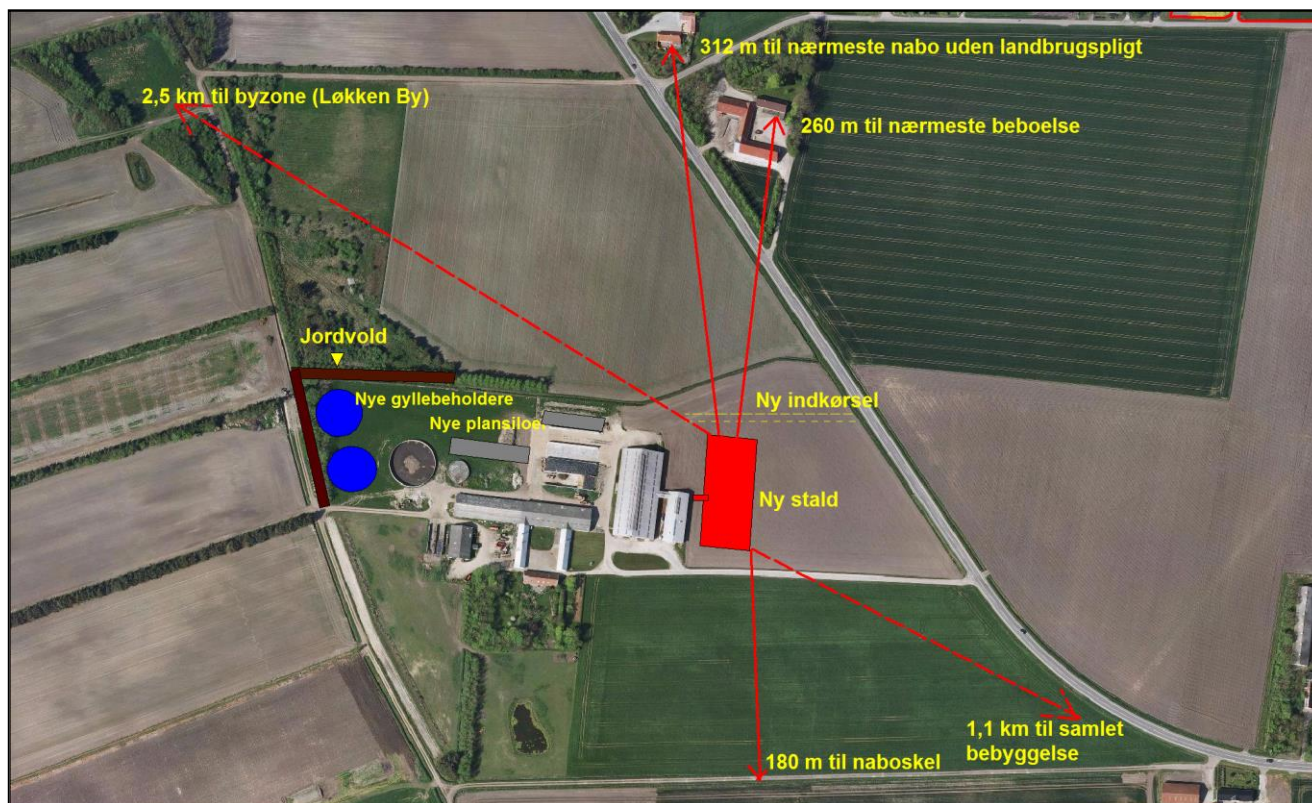 312 m til nærmeste nabo uden landbrugspligt
2,5 km til byzone (Løkken By)
260 m til nærmeste beboelse
Jordvold
Nye gyllebeholdere
Ny indkørsel
Nye plansiloer
Ny stald
1,1 km til samlet
bebyggelse
180 m til naboskel